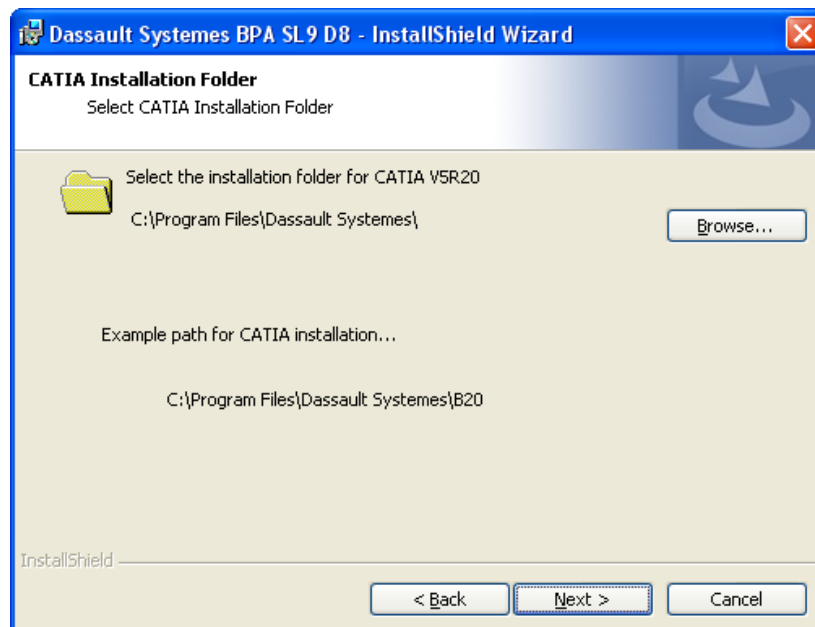 Dassault Systemes BPA SL9 D8 - InstallShield Wizard
CATIA Installation Folder
Select CATIA Installation Folder
Select the installation folder for CATIA V5R20
C:\Program Files\Dassault Systemes\
Browse...
Example path for CATIA installation...
C:\Program Files\Dassault Systemes\B20
InstallShield
< Back
Next >
Cancel